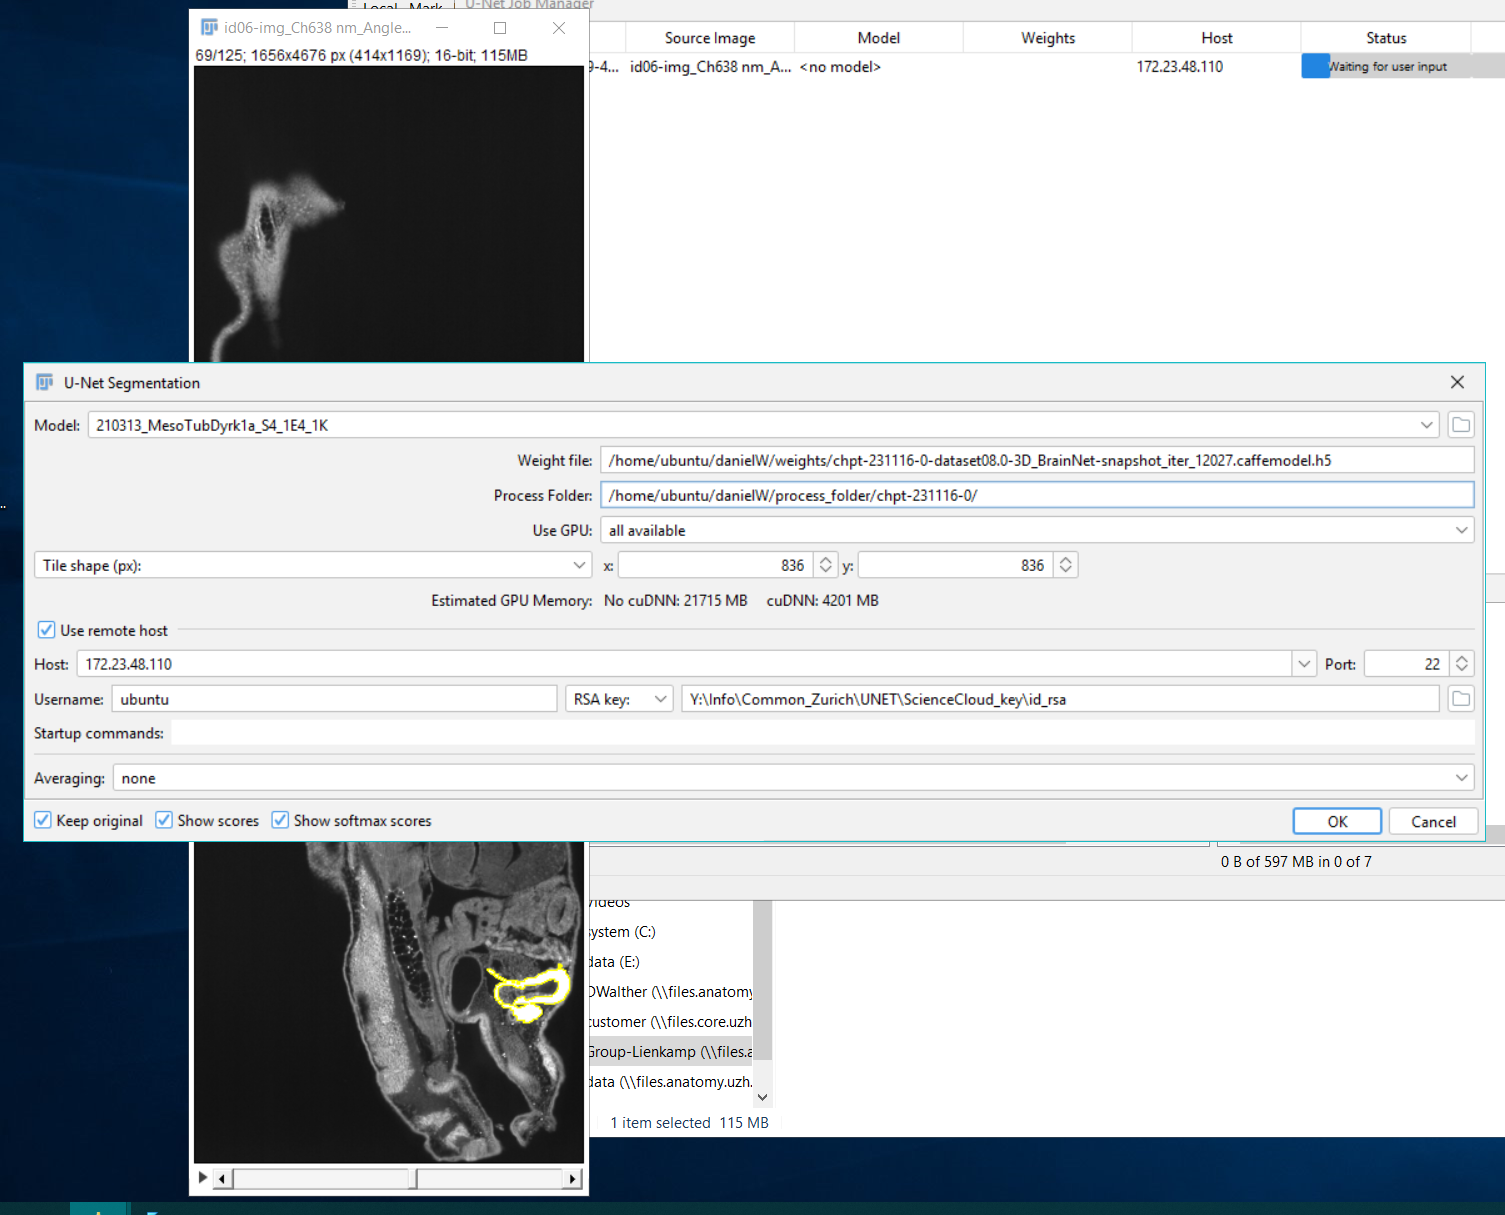 id06-img_Ch638 nm_Angle...
69/125; 1656x4676 px (414x1169); 16-bit; 115MB
U-Net Job Manager
Source Image Model Weights Host Status
9-4... id06-img_Ch638 nm_A... <no model> 172.23.48.110 Waiting for user input
U-Net Segmentation
Model: 210313_MesoTubDyrk1a_S4_1E4_1K
Weight file: /home/ubuntu/danielW/weights/chpt-231116-0-dataset08.0-3D_BrainNet-snapshot_iter_12027.caffemodel.h5
Process Folder: /home/ubuntu/danielW/process_folder/chpt-231116-0/
Use GPU: all available
Tile shape (px): x: 836 y: 836
Estimated GPU Memory: No cuDNN: 21715 MB cuDNN: 4201 MB
Use remote host
Host: 172.23.48.110 Port: 22
Username: ubuntu RSA key: Y:\Info\Common_Zurich\UNET\ScienceCloud_key\id_rsa
Startup commands:
Averaging: none
Keep original Show scores Show softmax scores OK Cancel
0 B of 597 MB in 0 of 7
ideos
ystem (C:)
data (E:)
DWalther (\\files.anatomy
customer (\\files.core.uzh
Group-Lienkamp (\\files.a
data (\\files.anatomy.uzh.
1 item selected 115 MB